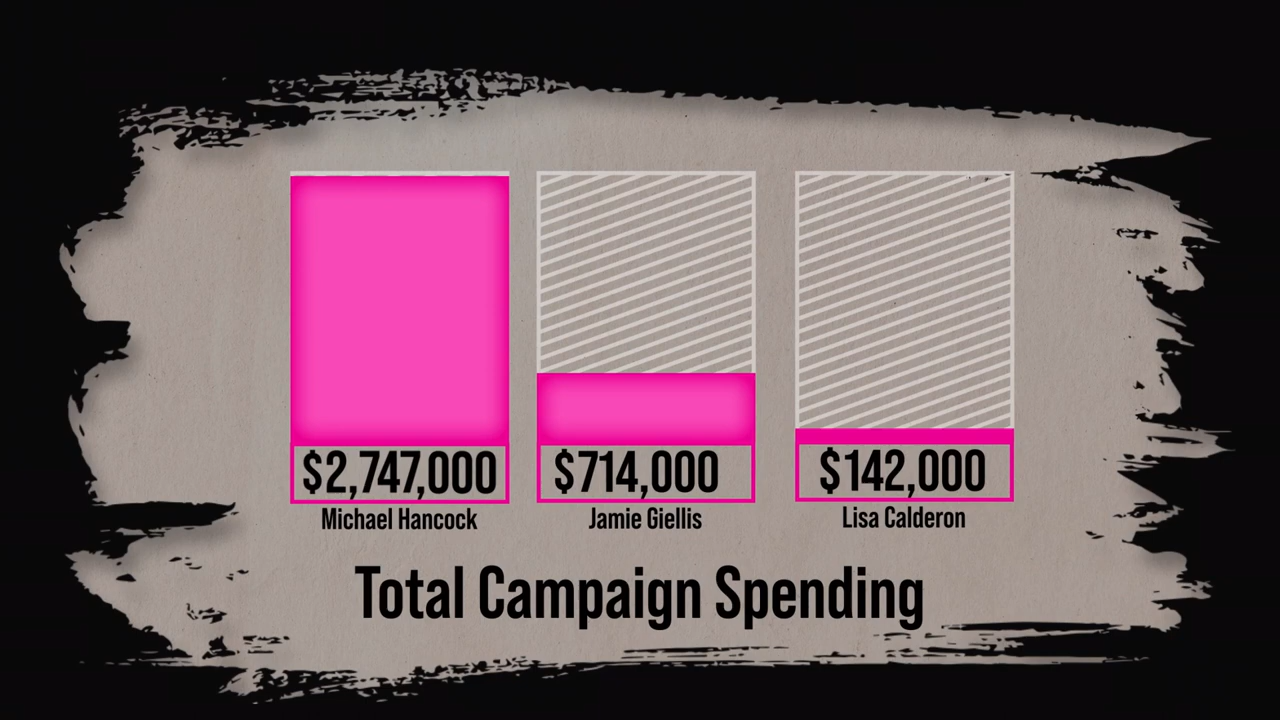 $2,747,000 $714,000 $142,000
Michael Hancock Jamie Giellis Lisa Calderon
Total Campaign Spending